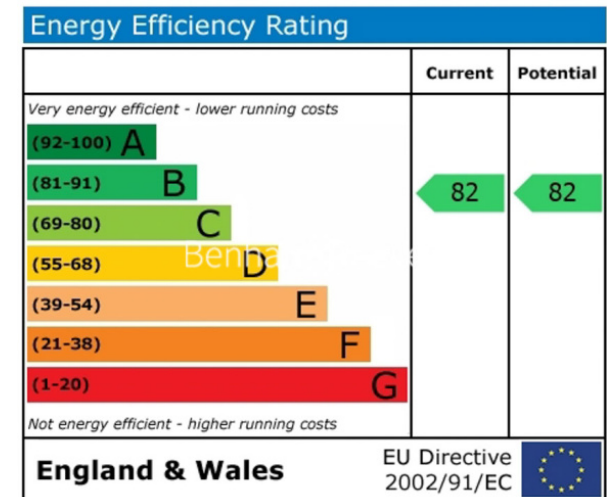 Energy Efficiency Rating
Current Potential
Very energy efficient - lower running costs
(92-100) A
(81-91) B
82 82
(69-80) C
(55-68) D
(39-54) E
(21-38) F
(1-20) G
Not energy efficient - higher running costs
England & Wales
EU Directive
2002/91/EC